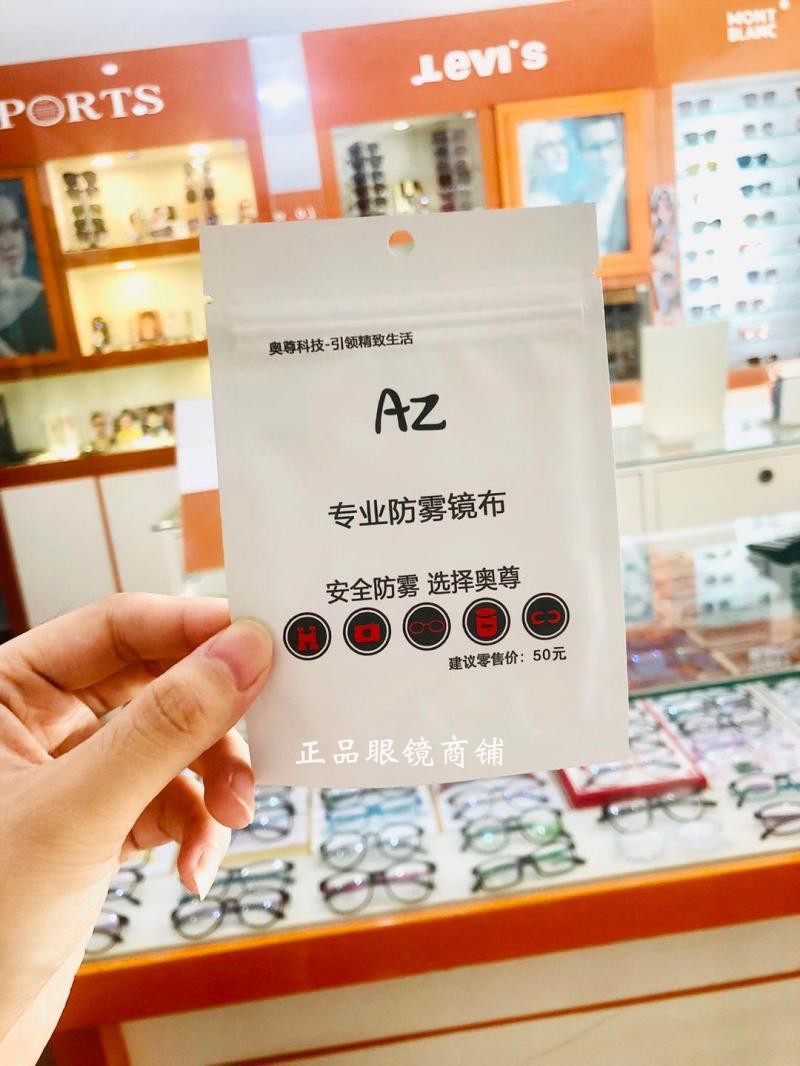 PORTS
Levi's
MONT
BLANC
奥尊科技-引领精致生活
AZ
专业防雾镜布
安全防雾 选择奥尊
建议零售价：50元
正品眼镜商铺